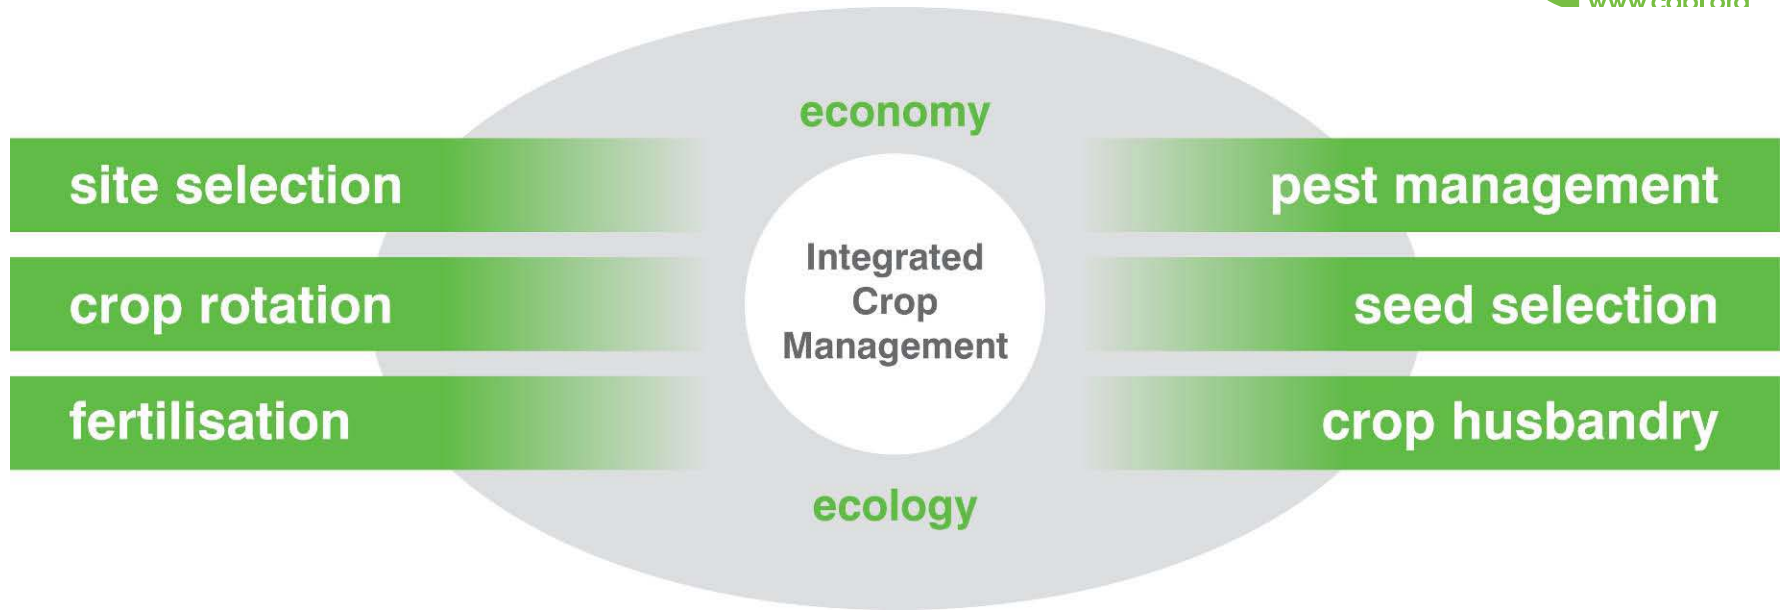 economy
site selection
crop rotation
fertilisation
Integrated
Crop
Management
pest management
seed selection
crop husbandry
ecology